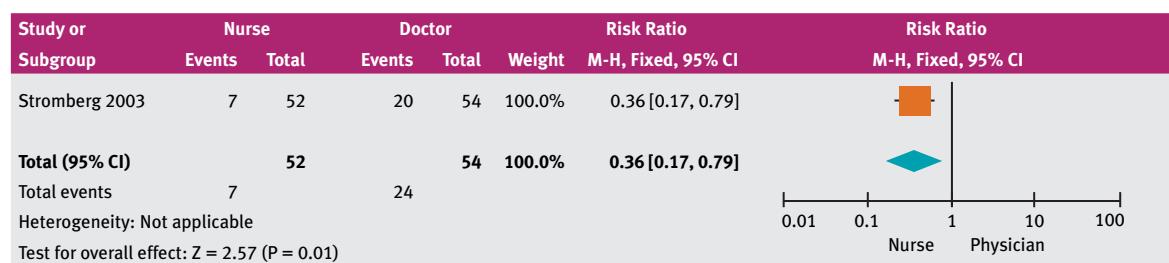 Study or Nurse Doctor Risk Ratio Risk Ratio
Subgroup Events Total Events Total Weight M-H, Fixed, 95% CI M-H, Fixed, 95% CI
Stromberg 2003 7 52 20 54 100.0% 0.36 [0.17, 0.79]
Total (95% CI) 52 54 100.0% 0.36 [0.17, 0.79]
Total events 7 24
Heterogeneity: Not applicable
Test for overall effect: Z = 2.57 (P = 0.01)
0.01 0.1 1 10 100
Nurse Physician